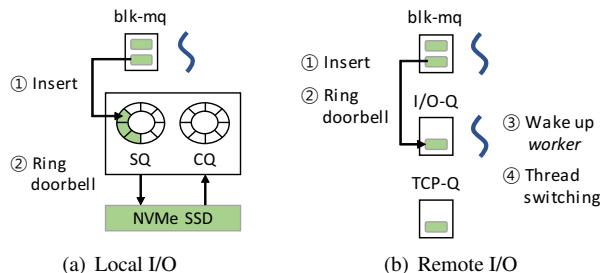 blk-mq
① Insert
SQ
CQ
② Ring
doorbell
NVMe SSD
(a) Local I/O
blk-mq
① Insert
② Ring
doorbell
I/O-Q
③ Wake up
worker
④ Thread
switching
TCP-Q
(b) Remote I/O